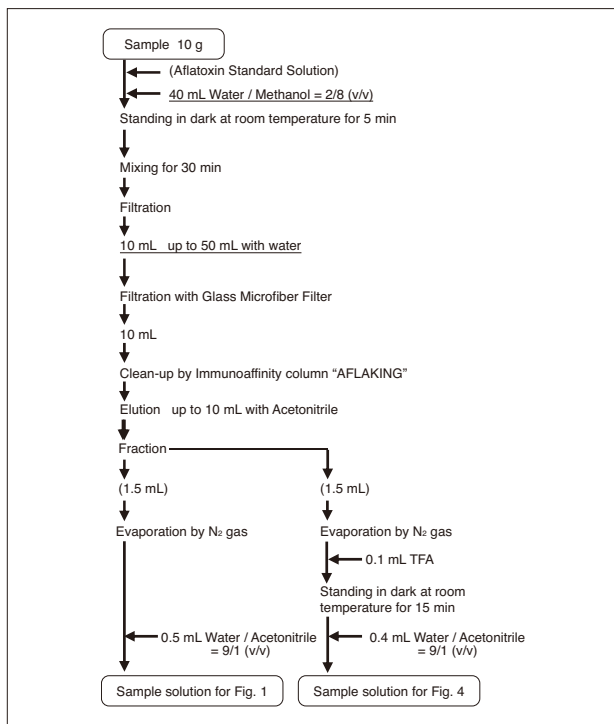 Sample 10 g
(Aflatoxin Standard Solution)
40 mL Water / Methanol = 2/8 (v/v)
Standing in dark at room temperature for 5 min
Mixing for 30 min
Filtration
10 mL up to 50 mL with water
Filtration with Glass Microfiber Filter
10 mL
Clean-up by Immunoaffinity column “AFLAKING”
Elution up to 10 mL with Acetonitrile
Fraction
(1.5 mL)
Evaporation by N₂ gas
0.5 mL Water / Acetonitrile
= 9/1 (v/v)
Sample solution for Fig. 1
(1.5 mL)
Evaporation by N₂ gas
0.1 mL TFA
Standing in dark at room
temperature for 15 min
0.4 mL Water / Acetonitrile
= 9/1 (v/v)
Sample solution for Fig. 4